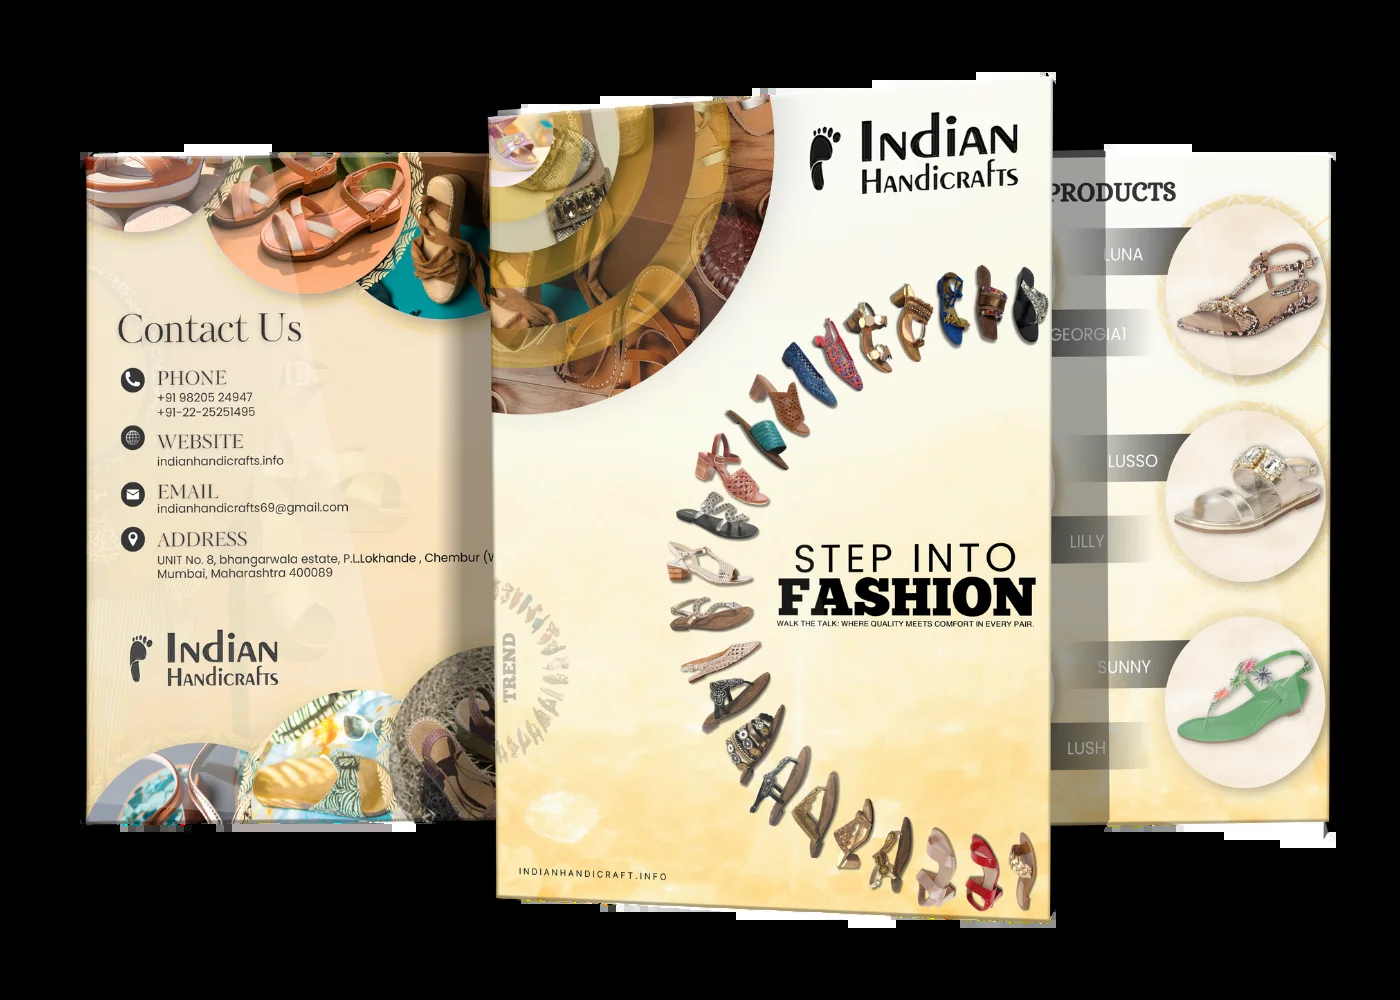 Contact Us
PHONE
+91 98205 24947
+91-22-25251495
WEBSITE
indianhandicrafts.info
EMAIL
indianhandicrafts69@gmail.com
ADDRESS
UNIT No. 8, bhangarwala estate, P.L.Lokhande , Chembur (W
Mumbai, Maharashtra 400089
INDIAN
HANDICRAFTS
INDIAN
HANDICRAFTS
STEP INTO
FASHION
WALK THE TALK: WHERE QUALITY MEETS COMFORT IN EVERY PAIR.
TREND
INDIANHANDICRAFT.INFO
PRODUCTS
LUNA
GEORGIA1
LUSSO
LILLY
SUNNY
LUSH